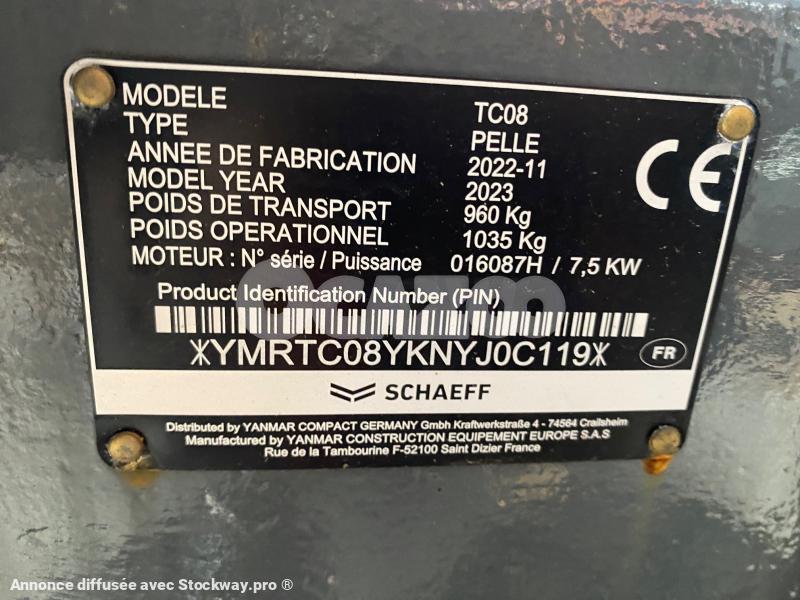 MODELE TC08
TYPE PELLE
ANNEE DE FABRICATION 2022-11
MODEL YEAR 2023
POIDS DE TRANSPORT 960 Kg
POIDS OPERATIONNEL 1035 Kg
MOTEUR : N° série / Puissance 016087H / 7,5 KW
CE
OCAZOO
Product Identification Number (PIN)
*YMRTC08YKNYJ0C119*
FR
SCHAEFF
Distributed by YANMAR COMPACT GERMANY Gmbh Kraftwerkstraße 4 - 74564 Crailsheim
Manufactured by YANMAR CONSTRUCTION EQUIPEMENT EUROPE S.A.S
Rue de la Tambourine F-52100 Saint Dizier France
Annonce diffusée avec Stockway.pro ®